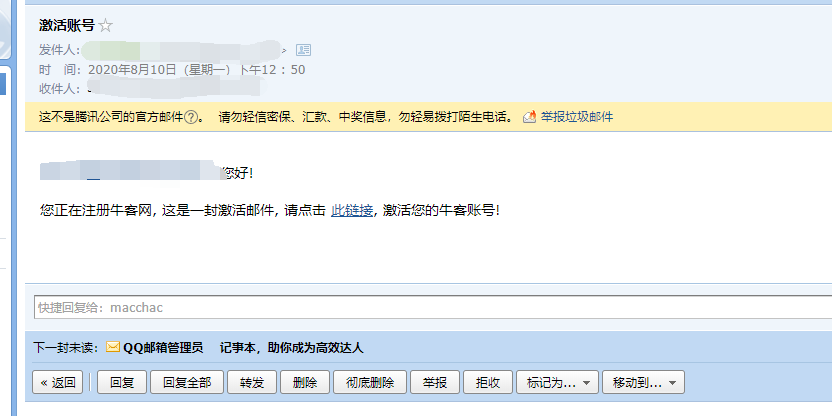 激活账号
发件人：
时 间：2020年8月10日（星期一）下午12：50
收件人：
这不是腾讯公司的官方邮件?。 请勿轻信密保、汇款、中奖信息，勿轻易拨打陌生电话。 举报垃圾邮件
您好!
您正在注册牛客网, 这是一封激活邮件, 请点击 此链接, 激活您的牛客账号!
快捷回复给：macchac
下一封未读： QQ邮箱管理员 记事本，助你成为高效达人
« 返回 回复 回复全部 转发 删除 彻底删除 举报 拒收 标记为... 移动到...